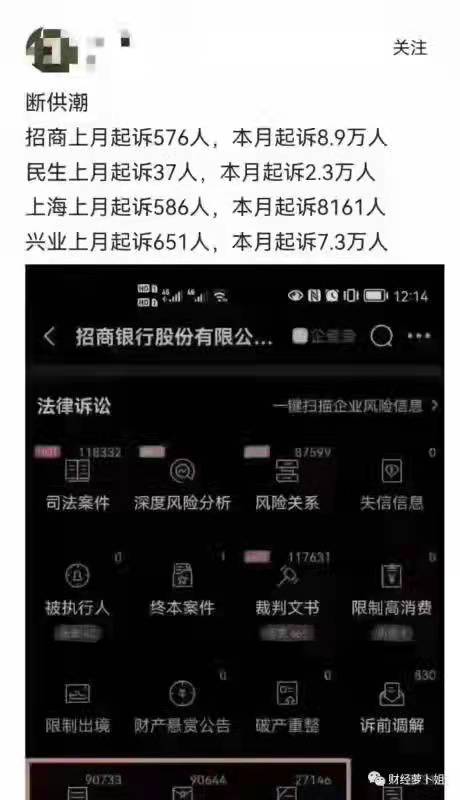 关注
断供潮
招商上月起诉576人，本月起诉8.9万人
民生上月起诉37人，本月起诉2.3万人
上海上月起诉586人，本月起诉8161人
兴业上月起诉651人，本月起诉7.3万人
12:14
招商银行股份有限公...
法律诉讼 一键扫描企业风险信息 >
118332 87599 0
司法案件 深度风险分析 风险关系 失信信息
0 1 117631 0
被执行人 终本案件 裁判文书 限制高消费
0 0 0 830
限制出境 财产悬赏公告 破产重整 诉前调解
90733 90644 27146
财经萝卜姐